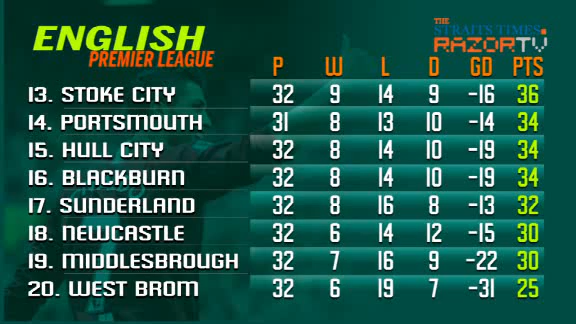 ENGLISH
PREMIER LEAGUE
THE
STRAITS TIMES
RAZORTV
P W L D GD PTS
13. STOKE CITY 32 9 14 9 -16 36
14. PORTSMOUTH 31 8 13 10 -14 34
15. HULL CITY 32 8 14 10 -19 34
16. BLACKBURN 32 8 14 10 -19 34
17. SUNDERLAND 32 8 16 8 -13 32
18. NEWCASTLE 32 6 14 12 -15 30
19. MIDDLESBROUGH 32 7 16 9 -22 30
20. WEST BROM 32 6 19 7 -31 25